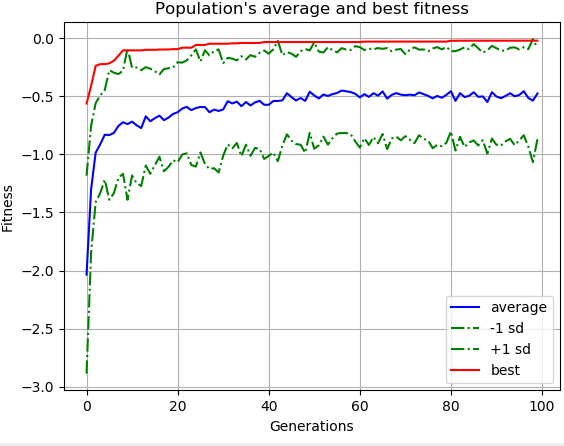 Population's average and best fitness
Fitness
0.0
−0.5
−1.0
−1.5
−2.0
−2.5
−3.0
average
-1 sd
+1 sd
best
0 20 40 60 80 100
Generations